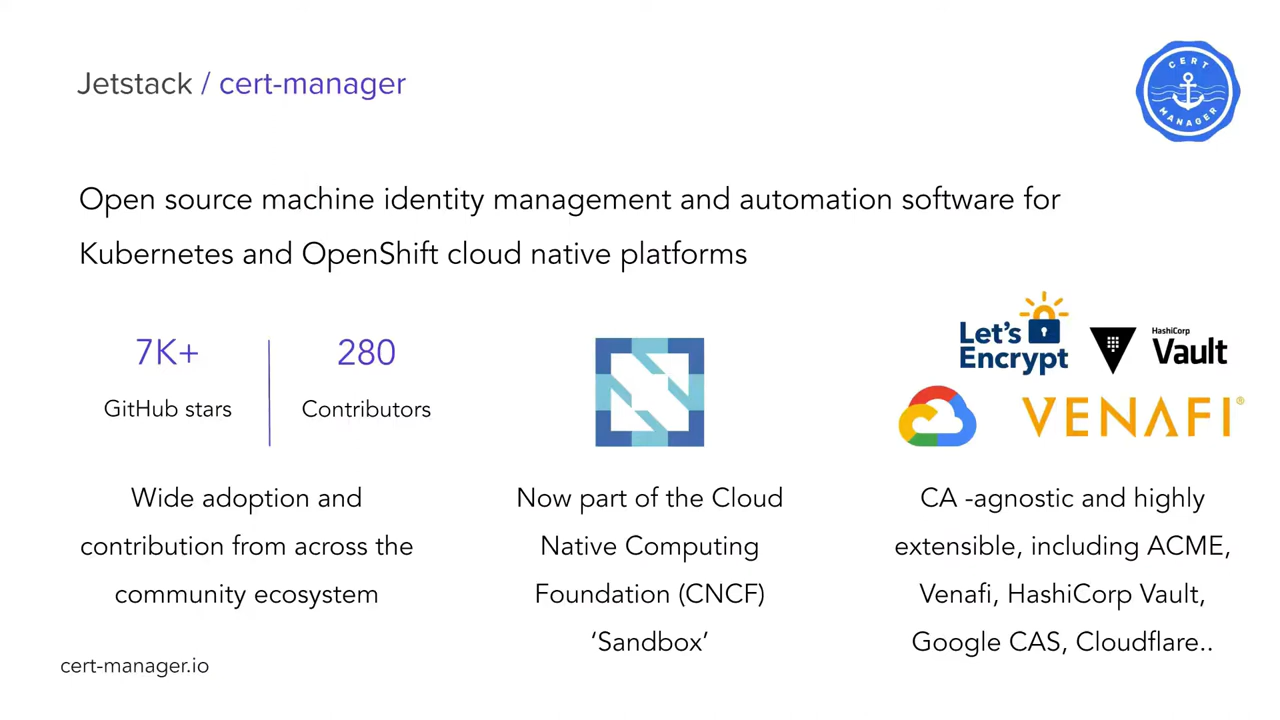 Jetstack / cert-manager
CERT
MANAGER
Open source machine identity management and automation software for
Kubernetes and OpenShift cloud native platforms
7K+
GitHub stars
280
Contributors
Wide adoption and
contribution from across the
community ecosystem
Now part of the Cloud
Native Computing
Foundation (CNCF)
‘Sandbox’
Let's
Encrypt
HashiCorp
Vault
VENAFI®
CA -agnostic and highly
extensible, including ACME,
Venafi, HashiCorp Vault,
Google CAS, Cloudflare..
cert-manager.io